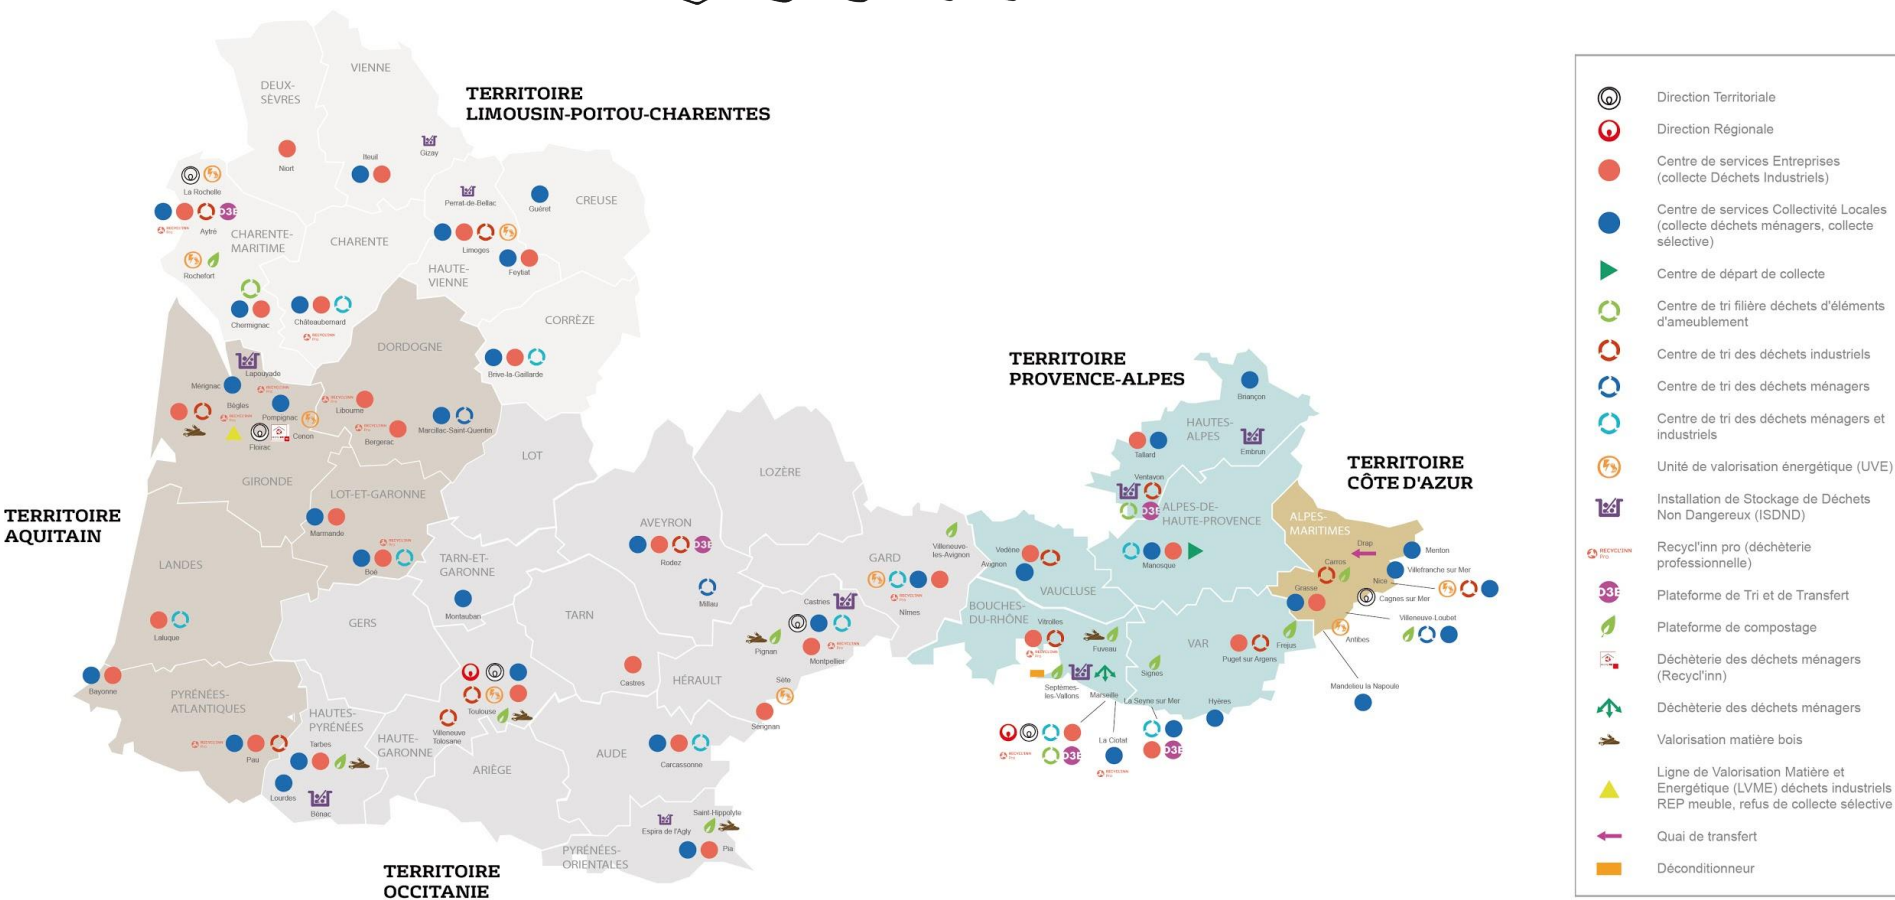 VIENNE
DEUX-
SÈVRES
TERRITOIRE
LIMOUSIN-POITOU-CHARENTES
Niort
Iteuil
Gizay
La Rochelle
Aytré
CHARENTE-
MARITIME
CHARENTE
Rochefort
Perrat-de-Bellac
Guéret
CREUSE
Limoges
HAUTE-
VIENNE
Feytiat
Chermignac
Châteaubernard
CORRÈZE
Brive-la-Gaillarde
DORDOGNE
Lapouyade
Mérignac
Bègles
Pompignac
Cenon
Floirac
Libourne
Bergerac
Marcillac-Saint-Quentin
GIRONDE
LOT-ET-GARONNE
Marmande
Boé
TERRITOIRE
AQUITAIN
LANDES
Laluque
Bayonne
PYRÉNÉES-
ATLANTIQUES
Pau
LOT
LOZÈRE
AVEYRON
D3E
Rodez
Millau
TARN-ET-
GARONNE
Montauban
TARN
GERS
Castres
Toulouse
Villeneuve
Tolosane
HAUTES-
PYRÉNÉES
Tarbes
Lourdes
Bénac
HAUTE-
GARONNE
ARIÈGE
AUDE
Carcassonne
HÉRAULT
Castries
Pignan
Montpellier
Sète
Sérignan
GARD
Villeneuve-
les-Avignon
Nîmes
Espira de l'Agly
Saint-Hippolyte
Pia
PYRÉNÉES-
ORIENTALES
TERRITOIRE
OCCITANIE
TERRITOIRE
PROVENCE-ALPES
Briançon
HAUTES-
ALPES
Embrun
Tallard
Ventavon
D3E
ALPES-DE-
HAUTE-PROVENCE
Manosque
Vedène
Avignon
VAUCLUSE
BOUCHES-
DU-RHÔNE
Vitrolles
Fuveau
Septèmes-
les-Vallons
Marseille
D3E
La Ciotat
La Seyne sur Mer
D3E
Signes
Hyères
VAR
Puget sur Argens
Frejus
TERRITOIRE
CÔTE D'AZUR
ALPES-
MARITIMES
Drap
Menton
Carros
Villefranche sur Mer
Nice
Grasse
Cagnes sur Mer
Villeneuve-Loubet
Antibes
Mandelieu la Napoule
Direction Territoriale
Direction Régionale
Centre de services Entreprises
(collecte Déchets Industriels)
Centre de services Collectivité Locales
(collecte déchets ménagers, collecte
sélective)
Centre de départ de collecte
Centre de tri filière déchets d'éléments
d'ameublement
Centre de tri des déchets industriels
Centre de tri des déchets ménagers
Centre de tri des déchets ménagers et
industriels
Unité de valorisation énergétique (UVE)
Installation de Stockage de Déchets
Non Dangereux (ISDND)
RECYCL'INN
Pro
Recycl'inn pro (déchèterie
professionnelle)
D3E
Plateforme de Tri et de Transfert
Plateforme de compostage
Déchèterie des déchets ménagers
(Recycl'inn)
Déchèterie des déchets ménagers
Valorisation matière bois
Ligne de Valorisation Matière et
Energétique (LVME) déchets industriels
REP meuble, refus de collecte sélective
Quai de transfert
Déconditionneur